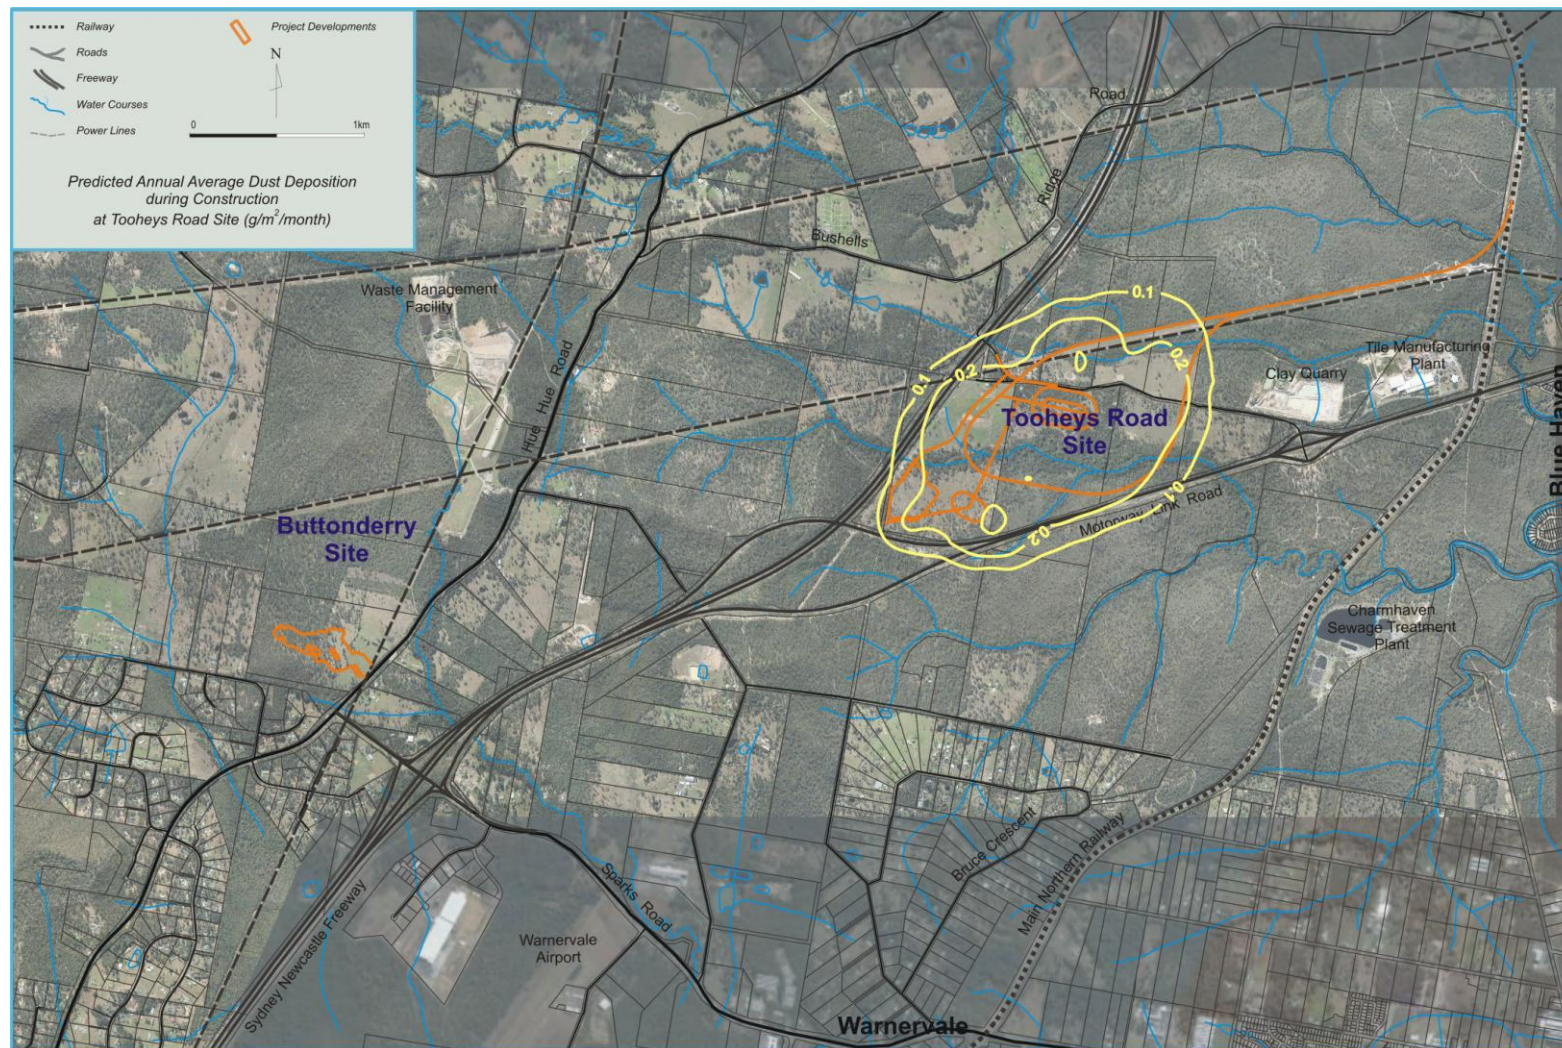 Railway
Project Developments
Roads
N
Freeway
Water Courses
0
1km
Power Lines
Predicted Annual Average Dust Deposition
during Construction
at Tooheys Road Site (g/m²/month)
Road
Ridge
Bushells
Waste Management
Facility
Hue Hue Road
0.1
0.1
0.2
0.2
Tile Manufacturing
Plant
Clay Quarry
Tooheys Road
Site
Blue Haven
0.1
Motorway Link Road
0.2
Buttonderry
Site
Charmhaven
Sewage Treatment
Plant
Bruce Crescent
Main Northern Railway
Sparks Road
Sydney Newcastle Freeway
Warnervale
Airport
Warnervale